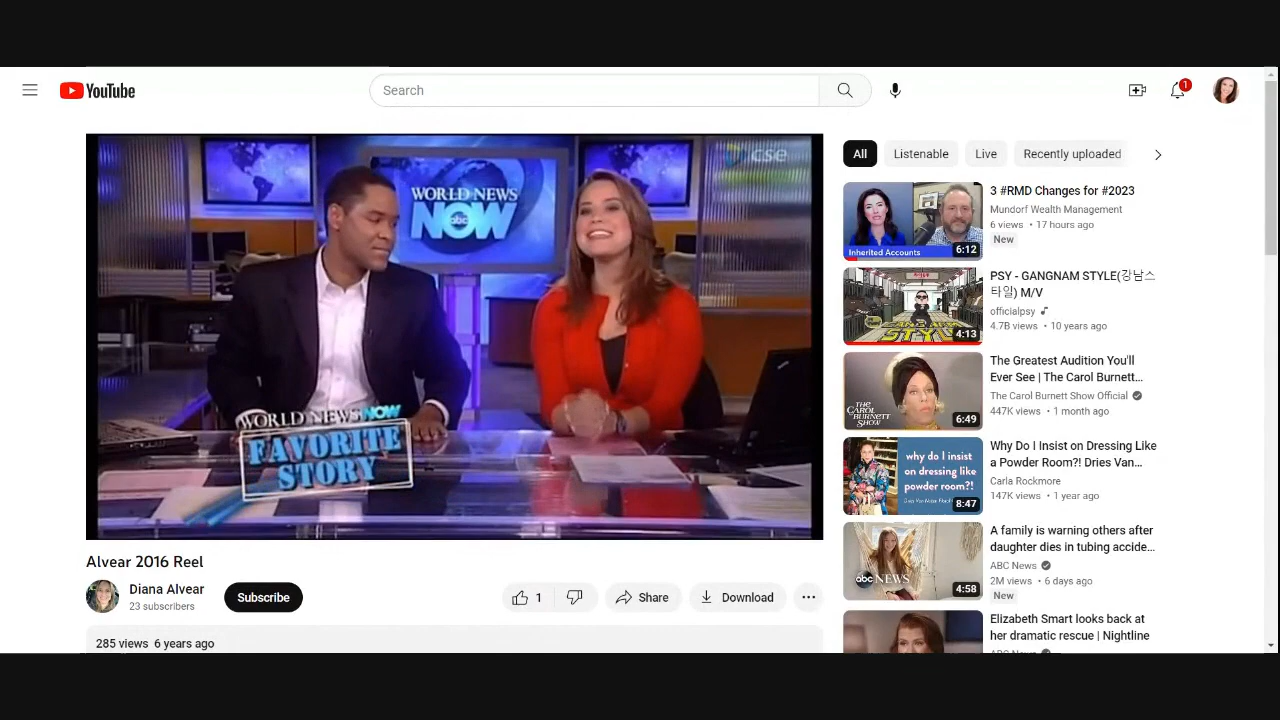 YouTube
Search
1
cse
WORLD NEWS
NOW
abc
WORLD NEWS NOW
FAVORITE
STORY
Alvear 2016 Reel
Diana Alvear
23 subscribers
Subscribe
1
Share
Download
285 views 6 years ago
All
Listenable
Live
Recently uploaded
Inherited Accounts
6:12
3 #RMD Changes for #2023
Mundorf Wealth Management
6 views • 17 hours ago
New
GANGNAM
STYLE
4:13
PSY - GANGNAM STYLE(강남스
타일) M/V
officialpsy
4.7B views • 10 years ago
THE
CAROL
BURNETT
SHOW
6:49
The Greatest Audition You'll
Ever See | The Carol Burnett...
The Carol Burnett Show Official
447K views • 1 month ago
why do I insist
on dressing like
powder room?!
8:47
Why Do I Insist on Dressing Like
a Powder Room?! Dries Van...
Carla Rockmore
147K views • 1 year ago
abc NEWS
4:58
A family is warning others after
daughter dies in tubing accide...
ABC News
2M views • 6 days ago
New
Elizabeth Smart looks back at
her dramatic rescue | Nightline
ABC News